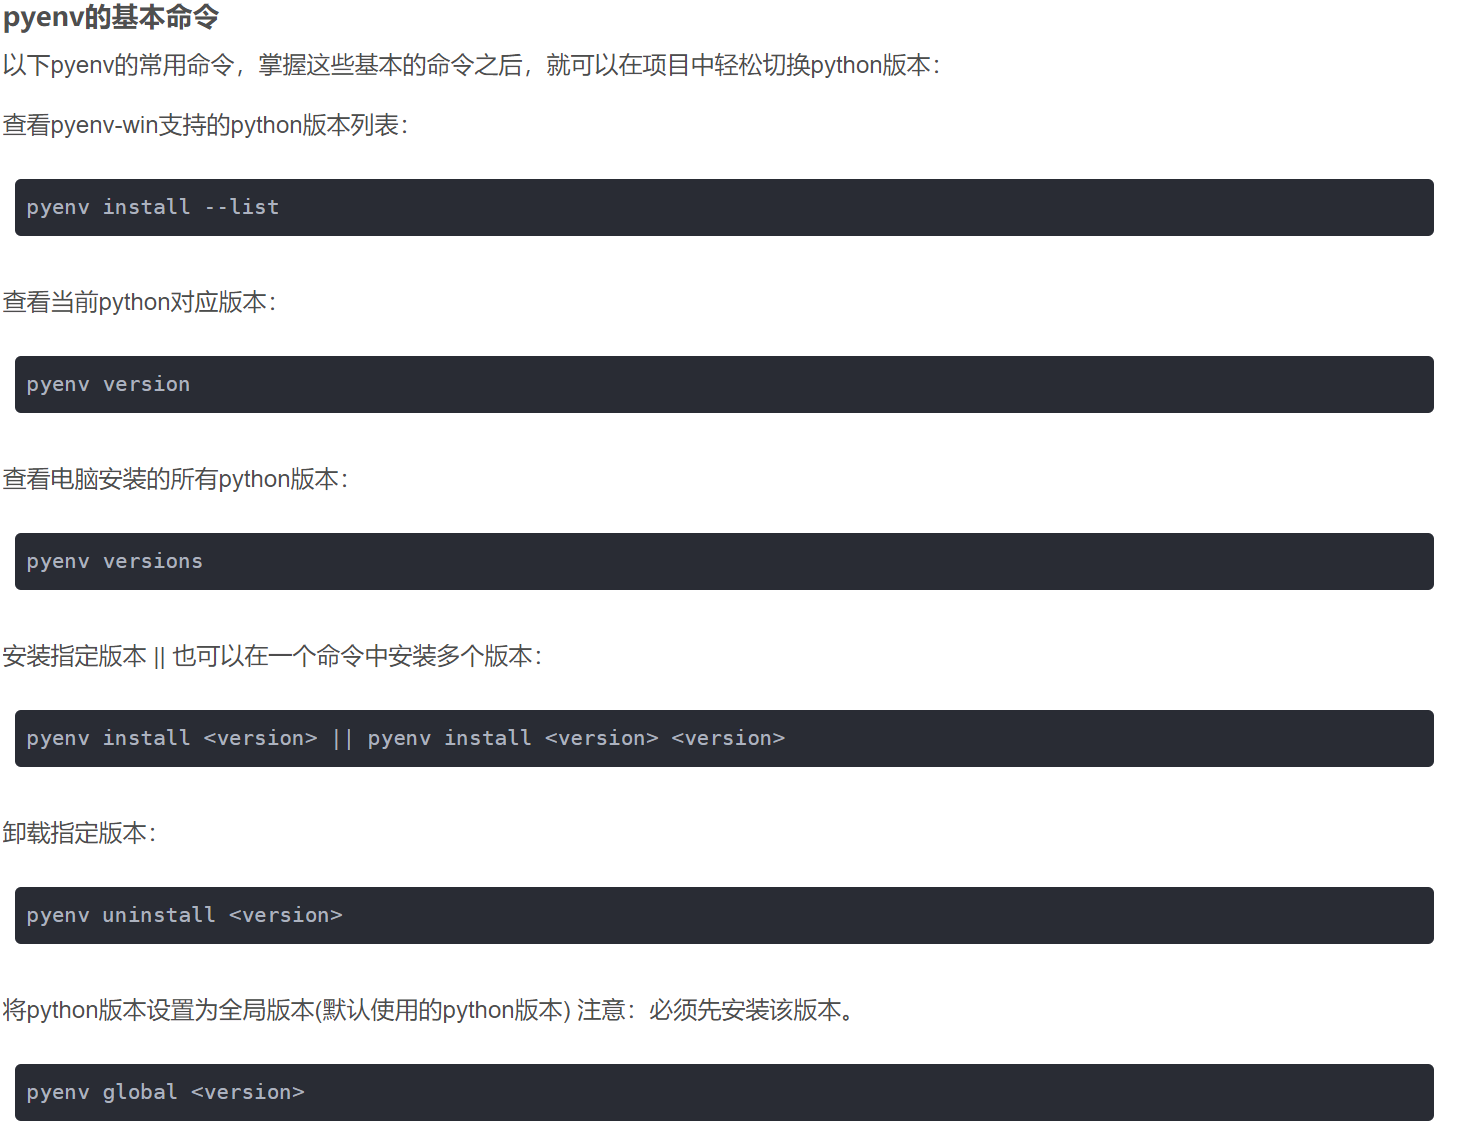 pyenv的基本命令
以下pyenv的常用命令，掌握这些基本的命令之后，就可以在项目中轻松切换python版本：
查看pyenv-win支持的python版本列表：
pyenv install --list
查看当前python对应版本：
pyenv version
查看电脑安装的所有python版本：
pyenv versions
安装指定版本 || 也可以在一个命令中安装多个版本：
pyenv install <version> || pyenv install <version> <version>
卸载指定版本：
pyenv uninstall <version>
将python版本设置为全局版本(默认使用的python版本) 注意：必须先安装该版本。
pyenv global <version>